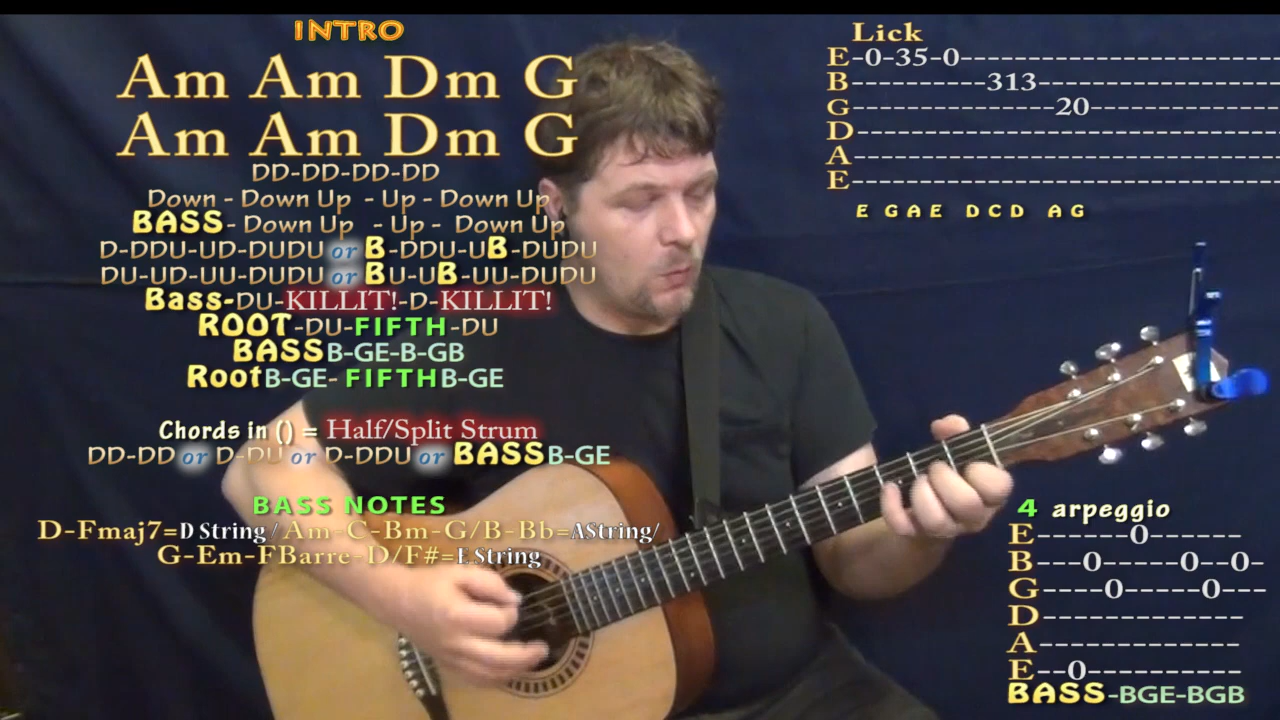 INTRO
Am Am Dm G
Am Am Dm G
DD-DD-DD-DD
Down - Down Up - Up - Down Up
BASS- Down Up - Up - Down Up
D-DDU-UD-DUDU or B-DDU-UB-DUDU
DU-UD-UU-DUDU or BU-UB-UU-DUDU
Bass-DU-KILLIT!-D-KILLIT!
ROOT-DU-FIFTH-DU
BASSB-GE-B-GB
RootB-GE- FIFTHB-GE
Chords in () = Half/Split Strum
DD-DD or D-DU or D-DDU or BASSB-GE
BASS NOTES
D-Fmaj7=D String / Am-C-Bm-G/B-Bb=AString/
G-Em-FBarre-D/F#=E String
Lick
E-0-35-0--------------------------
B-----------313-------------------
G-----------------20--------------
D---------------------------------
A---------------------------------
E---------------------------------
E GAE DCD AG
4 arpeggio
E------0------
B---0-----0--0-
G----0-----0---
D-------------
A-------------
E--0----------
BASS-BGE-BGB